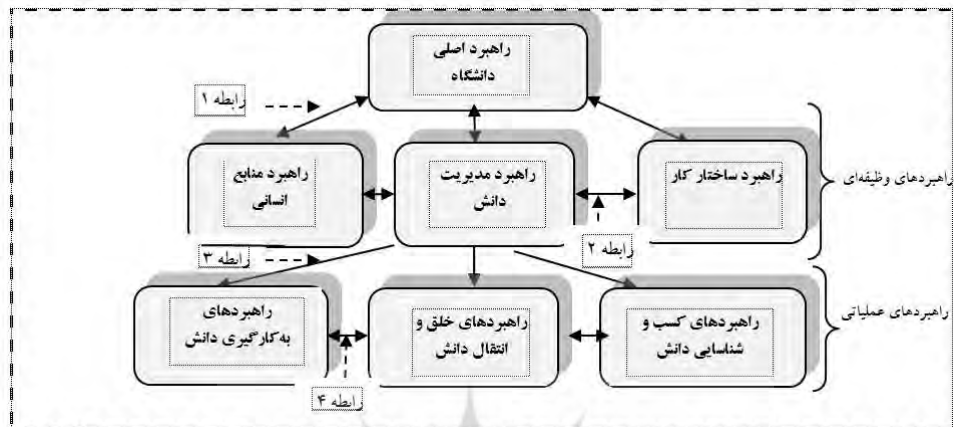 راهبرد اصلی
دانشگاه
رابطه ۱
راهبرد ساختار کار
راهبرد مدیریت
دانش
راهبرد منابع
انسانی
راهبردهای وظیفه‌ای
رابطه ۲
رابطه ۳
راهبردهای کسب و
شناسایی دانش
راهبردهای خلق و
انتقال دانش
راهبردهای
به‌کارگیری دانش
راهبردهای عملیاتی
رابطه ۴